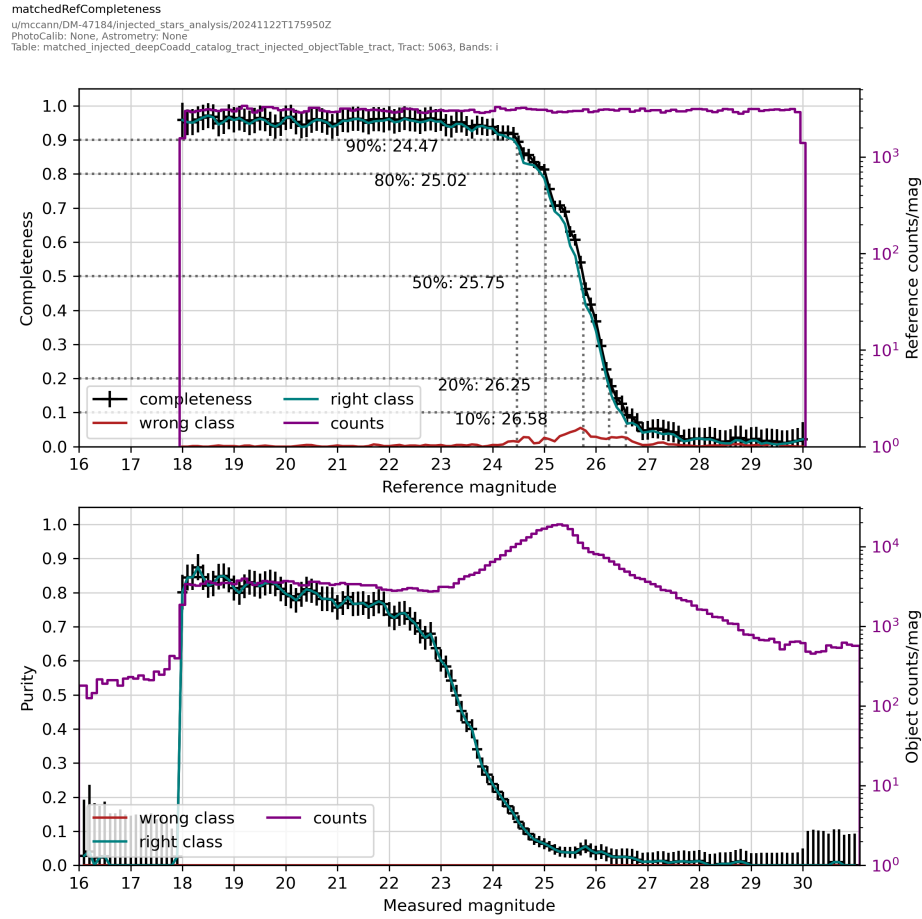 matchedRefCompleteness
u/mccann/DM-47184/injected_stars_analysis/20241122T175950Z
PhotoCalib: None, Astrometry: None
Table: matched_injected_deepCoadd_catalog_tract_injected_objectTable_tract, Tract: 5063, Bands: i
1.0
0.9
0.8
0.7
0.6
0.5
0.4
0.3
0.2
0.1
0.0
Completeness
90%: 24.47
80%: 25.02
50%: 25.75
20%: 26.25
10%: 26.58
completeness
right class
wrong class
counts
10³
10²
10¹
10⁰
Reference counts/mag
16 17 18 19 20 21 22 23 24 25 26 27 28 29 30
Reference magnitude
1.0
0.9
0.8
0.7
0.6
0.5
0.4
0.3
0.2
0.1
0.0
Purity
wrong class
counts
right class
10⁴
10³
10²
10¹
10⁰
Object counts/mag
16 17 18 19 20 21 22 23 24 25 26 27 28 29 30
Measured magnitude